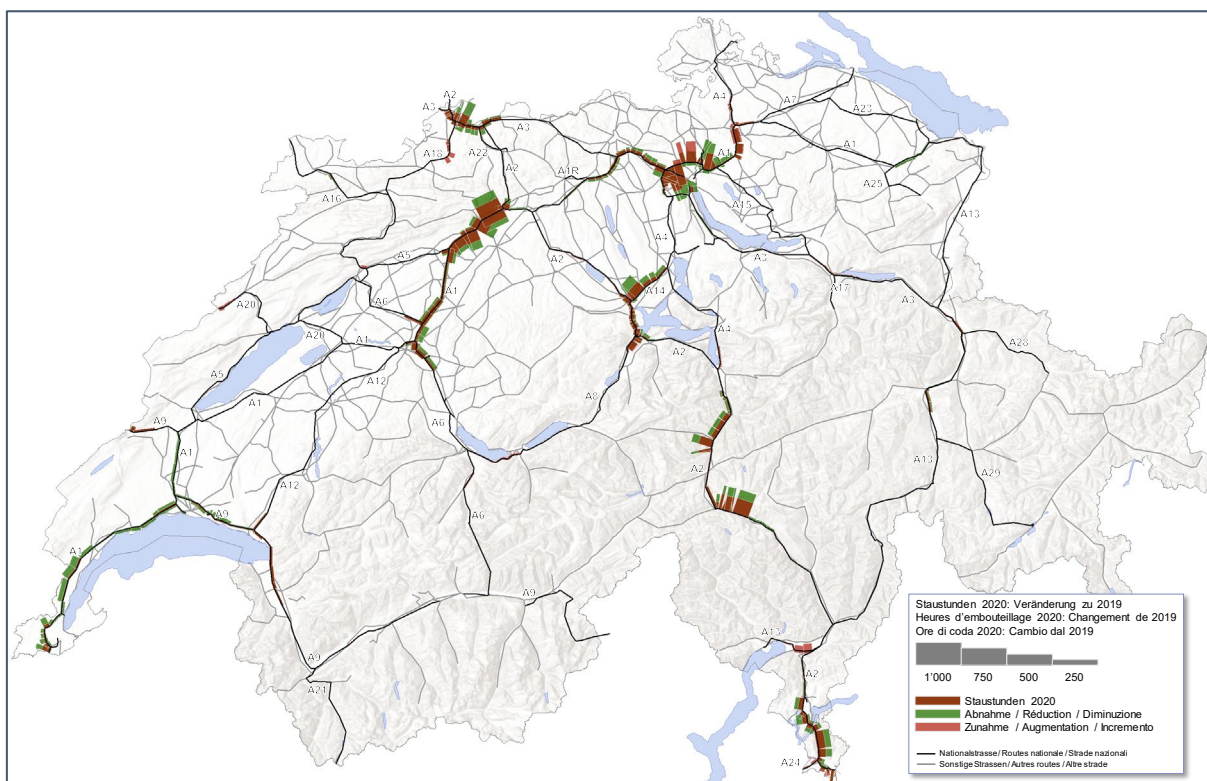 A2
A3
A4
A7
A23
A3
A1
A18
A22
A2
A1
A1R
A25
A16
A15
A13
A4
A5
A2
A3
A20
A6
A1
A14
A17
A3
A1
A4
A2
A28
A5
A12
A1
A6
A8
A9
A1
A2
A13
A29
A12
A9
A6
A1
A9
A13
A9
A2
A21
A24
Staustunden 2020: Veränderung zu 2019
Heures d'embouteillage 2020: Changement de 2019
Ore di coda 2020: Cambio dal 2019
1'000 750 500 250
Staustunden 2020
Abnahme / Réduction / Diminuzione
Zunahme / Augmentation / Incremento
Nationalstrasse / Routes nationale / Strade nazionali
Sonstige Strassen / Autres routes / Altre strade